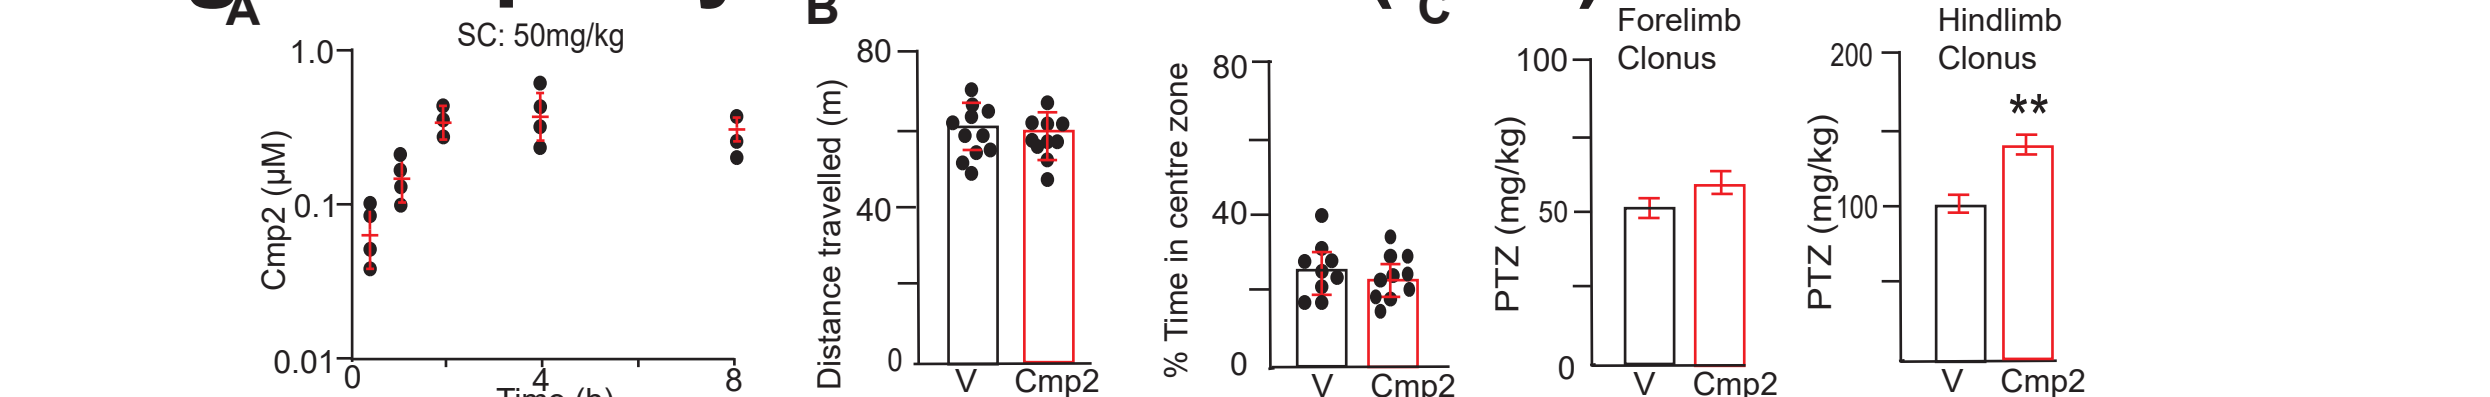 A
SC: 50mg/kg
1.0
0.1
0.01
Cmp2 (µM)
0
4
8
Time (h)
B
80
40
0
Distance travelled (m)
V
Cmp2
80
40
0
% Time in centre zone
V
Cmp2
C
Forelimb
Clonus
100
50
0
PTZ (mg/kg)
V
Cmp2
Hindlimb
Clonus
200
100
PTZ (mg/kg)
**
V
Cmp2